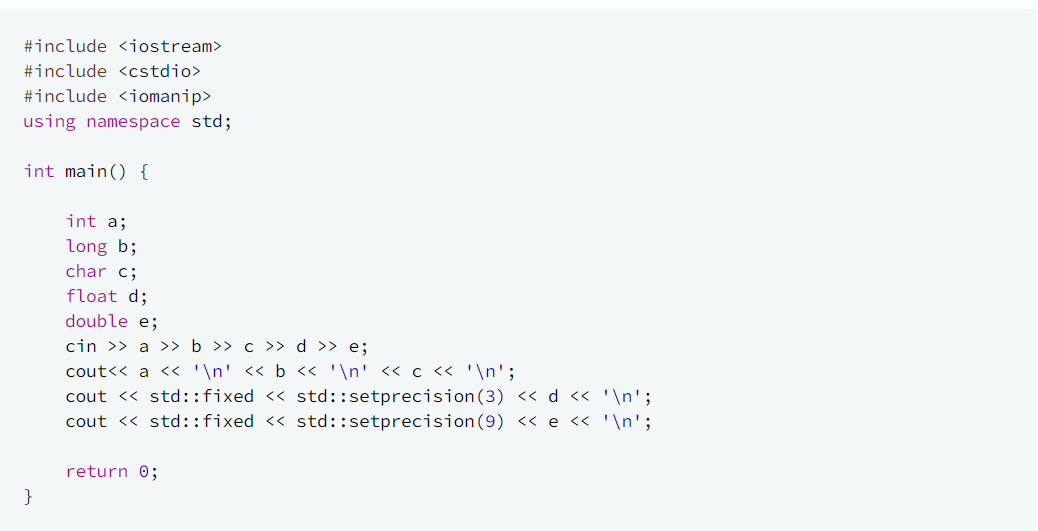 #include <iostream>
#include <cstdio>
#include <iomanip>
using namespace std;

int main() {

    int a;
    long b;
    char c;
    float d;
    double e;
    cin >> a >> b >> c >> d >> e;
    cout<< a << '\n' << b << '\n' << c << '\n';
    cout << std::fixed << std::setprecision(3) << d << '\n';
    cout << std::fixed << std::setprecision(9) << e << '\n';

    return 0;
}